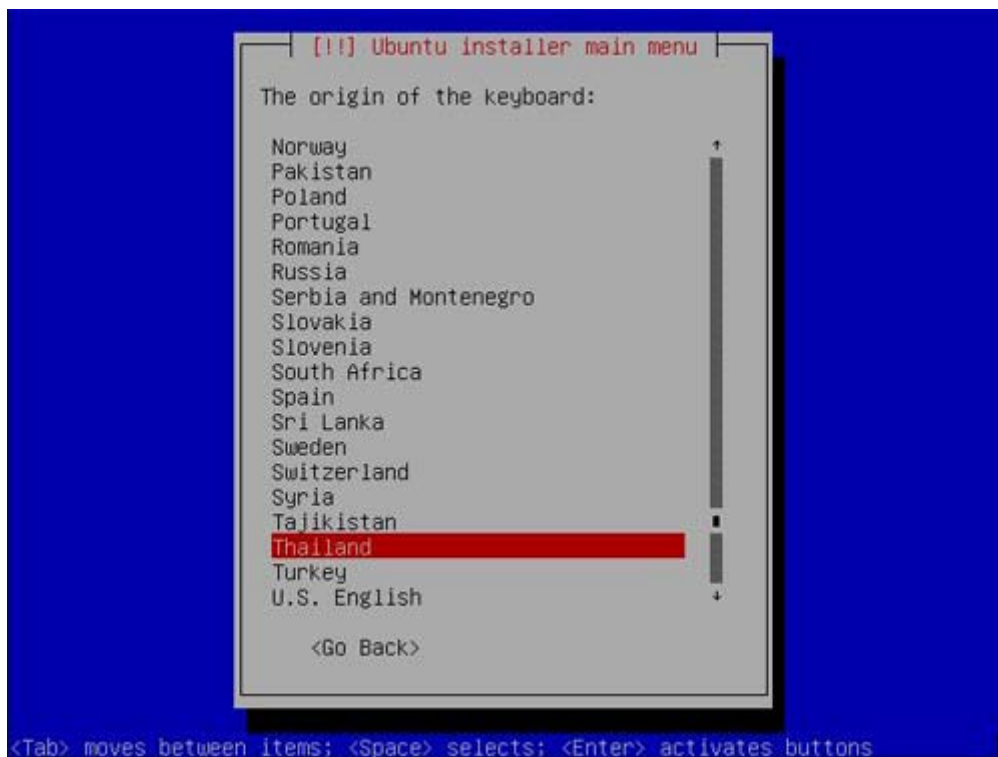 [!!] Ubuntu installer main menu
The origin of the keyboard:
Norway
Pakistan
Poland
Portugal
Romania
Russia
Serbia and Montenegro
Slovakia
Slovenia
South Africa
Spain
Sri Lanka
Sweden
Switzerland
Syria
Tajikistan
Thailand
Turkey
U.S. English
<Go Back>
<Tab> moves between items; <Space> selects; <Enter> activates buttons